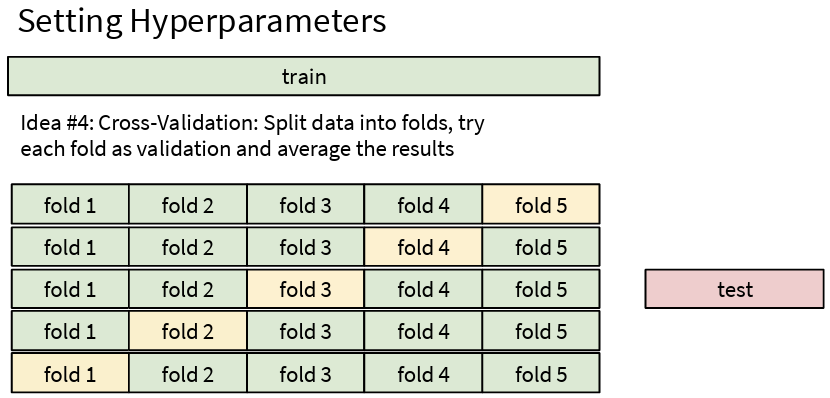 Setting Hyperparameters
train
Idea #4: Cross-Validation: Split data into folds, try
each fold as validation and average the results
fold 1 fold 2 fold 3 fold 4 fold 5
fold 1 fold 2 fold 3 fold 4 fold 5
fold 1 fold 2 fold 3 fold 4 fold 5 test
fold 1 fold 2 fold 3 fold 4 fold 5
fold 1 fold 2 fold 3 fold 4 fold 5